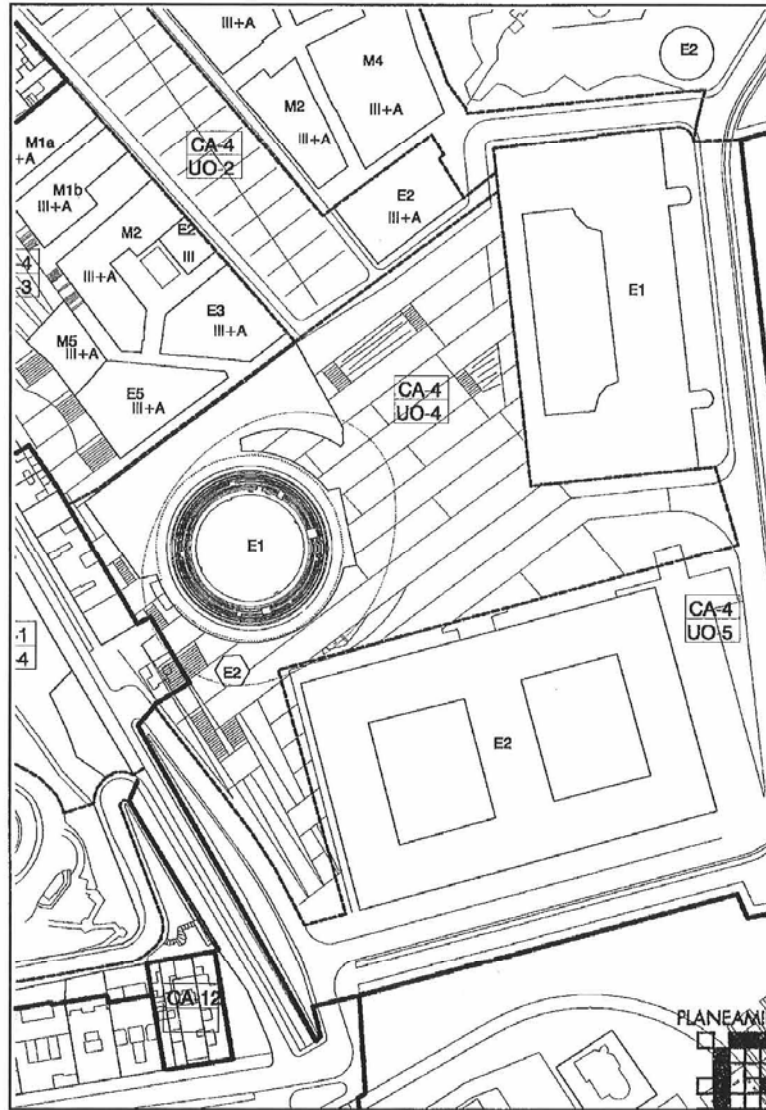 III+A
M4
E2
M2
III+A
III+A
CA-4
UO-2
M1a
+A
M1b
III+A
E2
III+A
M2
E2
III
III+A
-4
-3
E1
E3
III+A
M5
III+A
E5
III+A
CA-4
UO-4
E1
CA-4
UO-5
-1
-4
E2
E2
CA-12
PLANEAMI